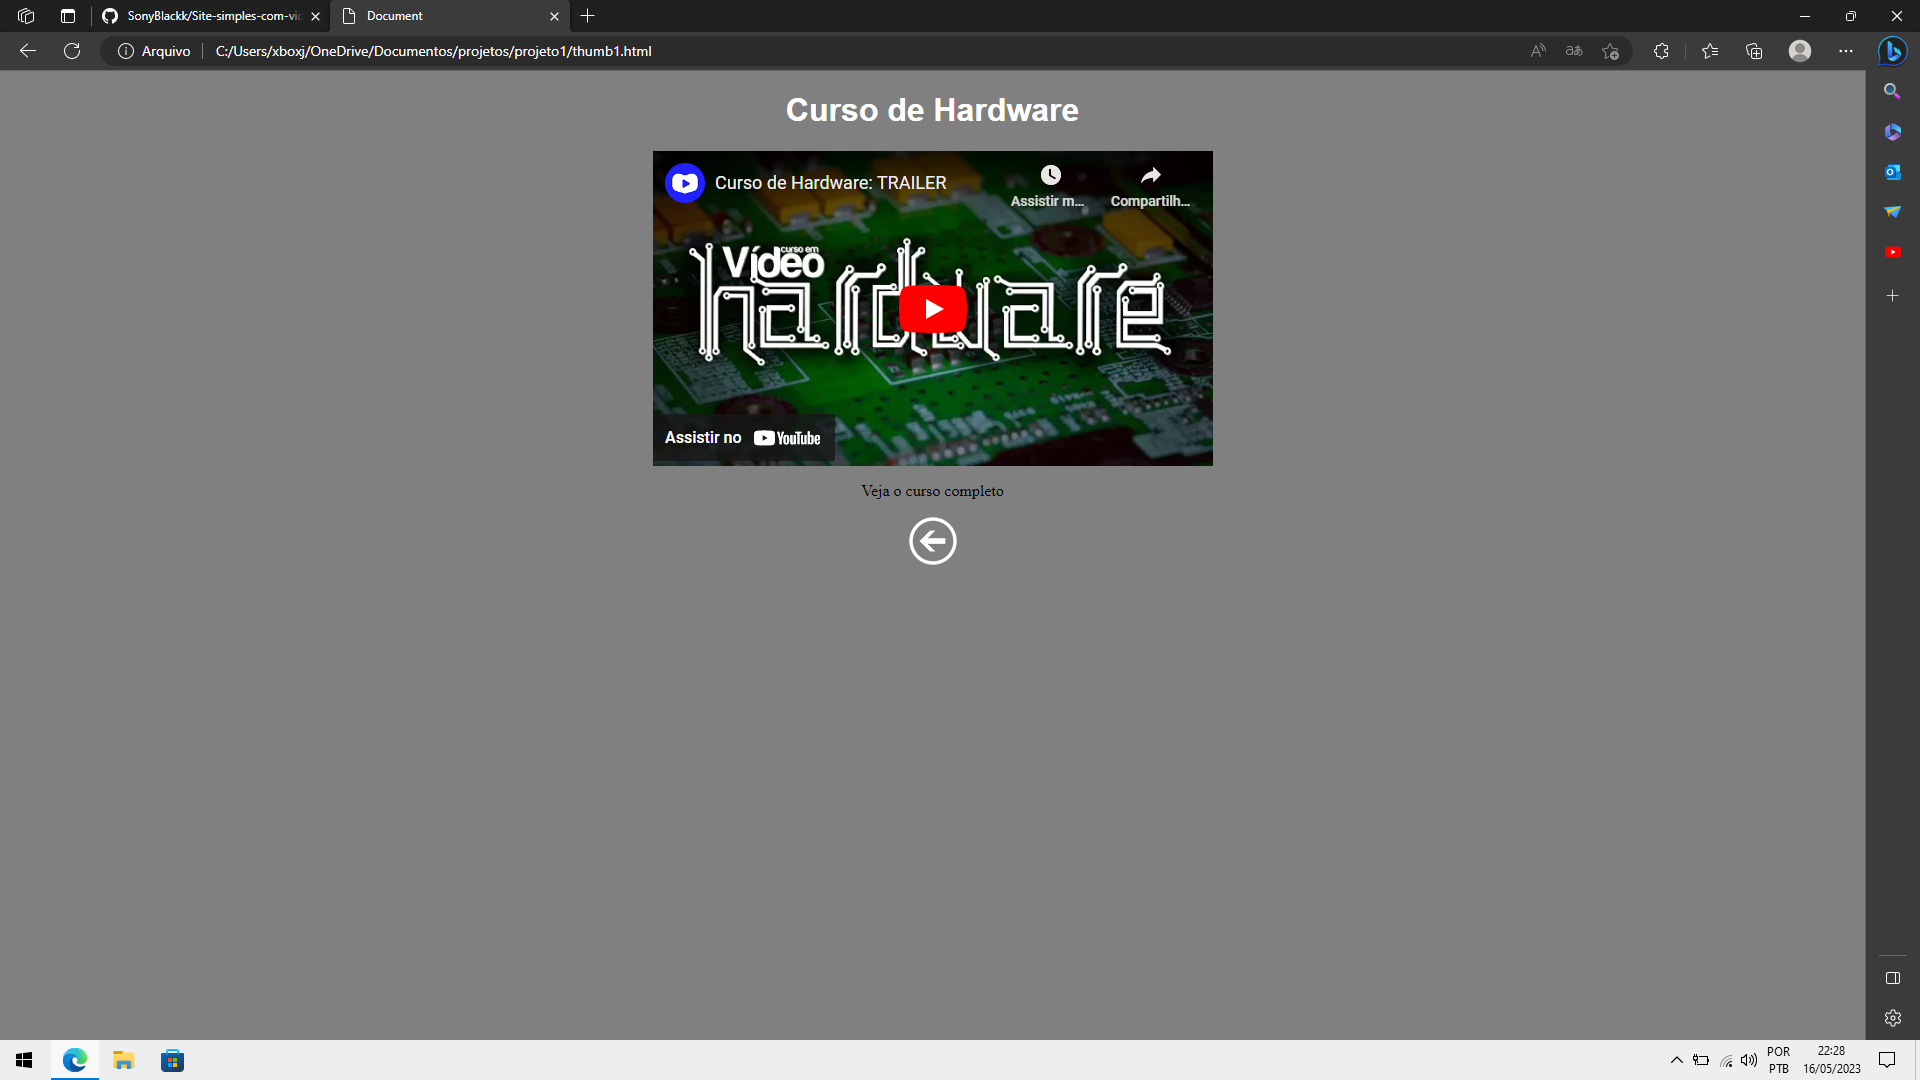 SonyBlackk/Site-simples-com-vi
Document
Arquivo
C:/Users/xboxj/OneDrive/Documentos/projetos/projeto1/thumb1.html
Curso de Hardware
Curso de Hardware: TRAILER
Assistir m...
Compartilh...
curso em
Vídeo
hardware
Assistir no YouTube
Veja o curso completo
POR
PTB
22:28
16/05/2023